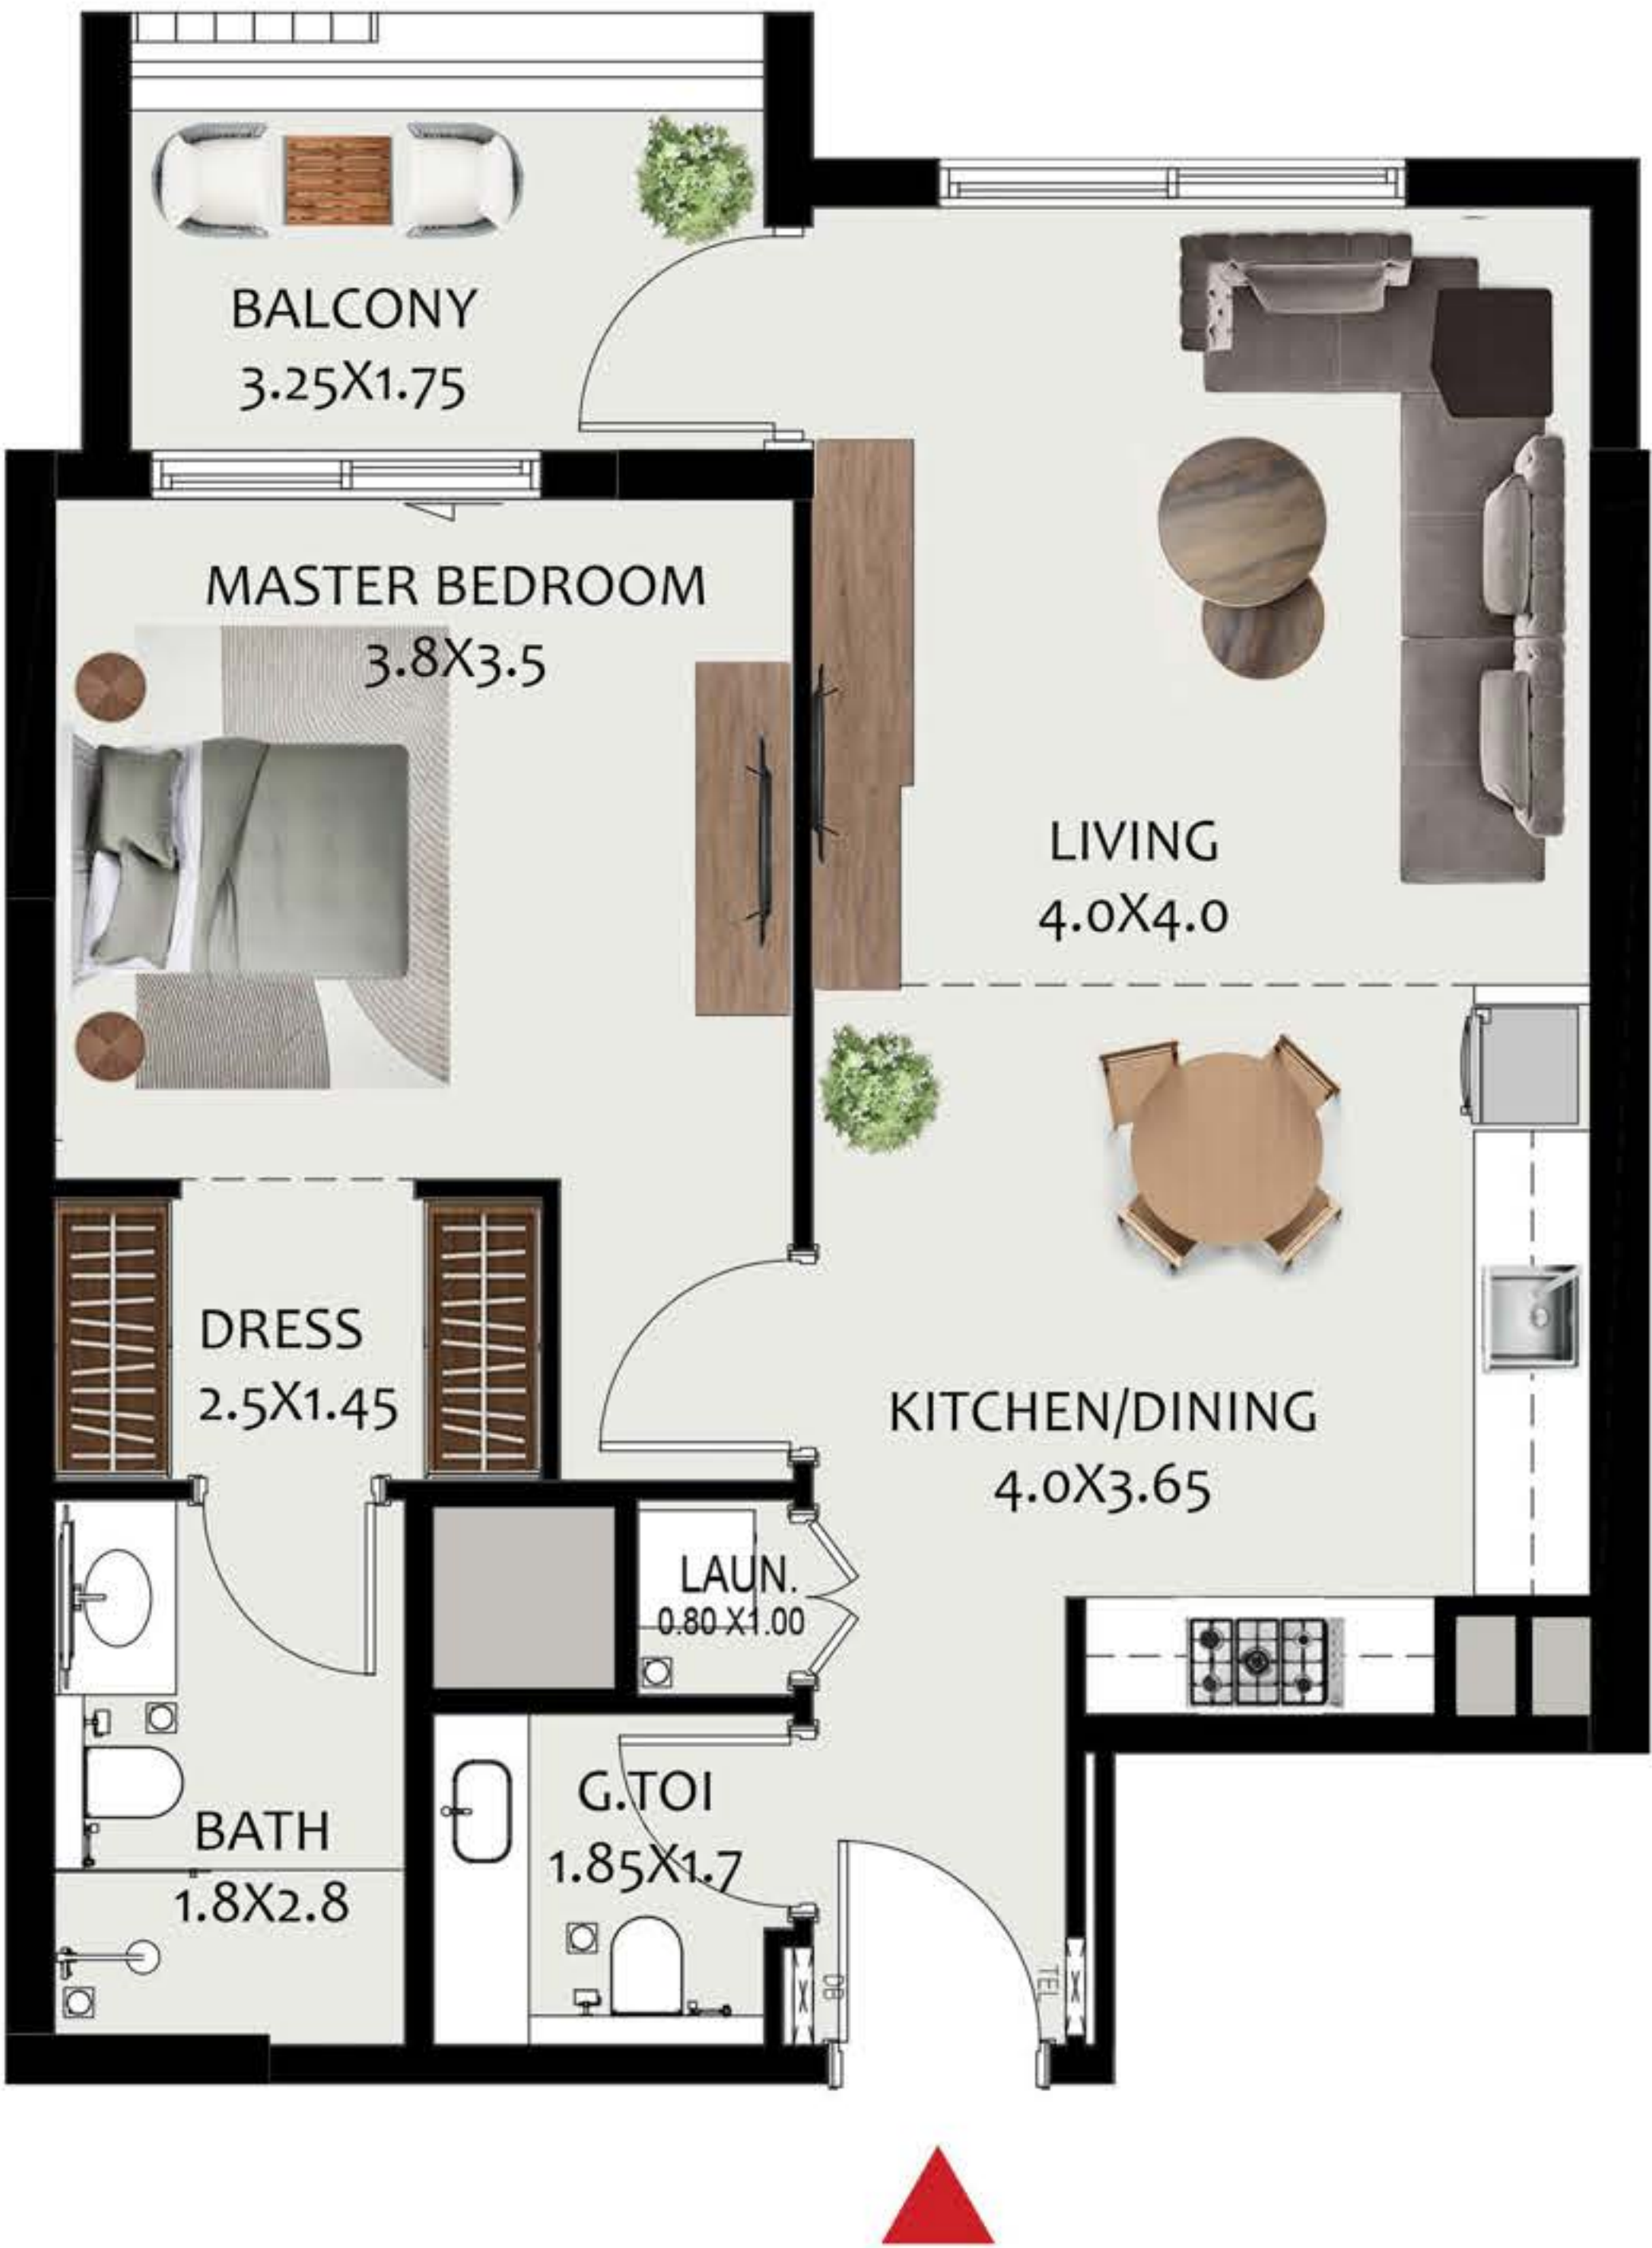 BALCONY
3.25X1.75
MASTER BEDROOM
3.8X3.5
LIVING
4.0X4.0
DRESS
2.5X1.45
KITCHEN/DINING
4.0X3.65
LAUN.
0.80 X1.00
G.TOI
1.85X1.7
BATH
1.8X2.8
DB
TEL